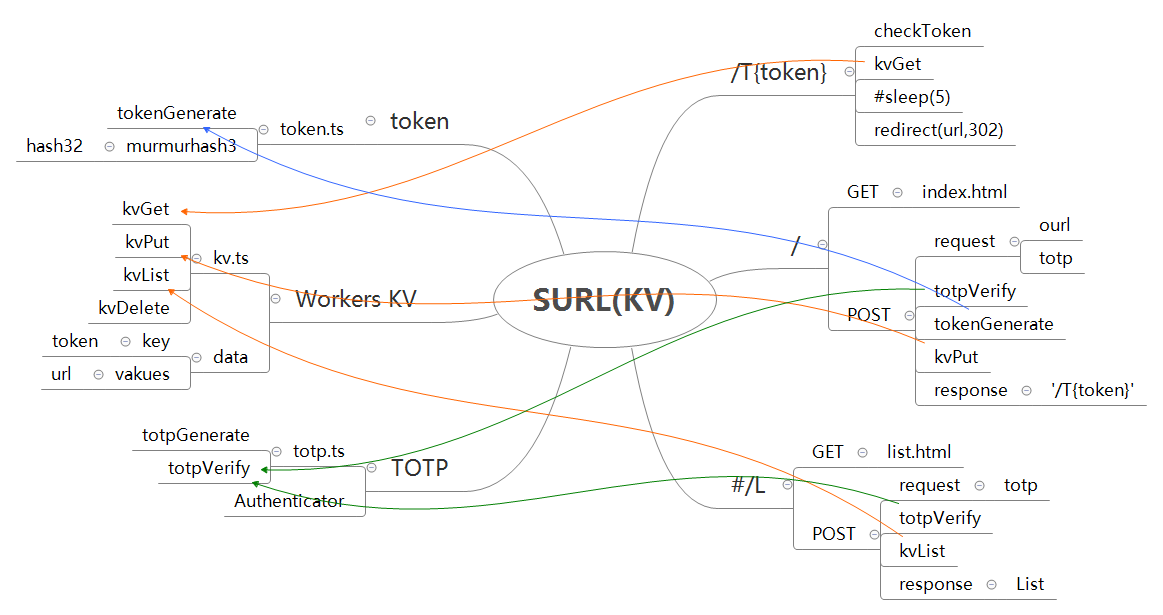 SURL(KV)
/T{token}
checkToken
kvGet
#sleep(5)
redirect(url,302)
/
GET
index.html
POST
request
ourl
totp
totpVerify
tokenGenerate
kvPut
response
'/T{token}'
#/L
GET
list.html
POST
request
totp
totpVerify
kvList
response
List
token
token.ts
tokenGenerate
murmurhash3
hash32
Workers KV
kv.ts
kvGet
kvPut
kvList
kvDelete
data
key
token
vakues
url
TOTP
totp.ts
totpGenerate
totpVerify
Authenticator